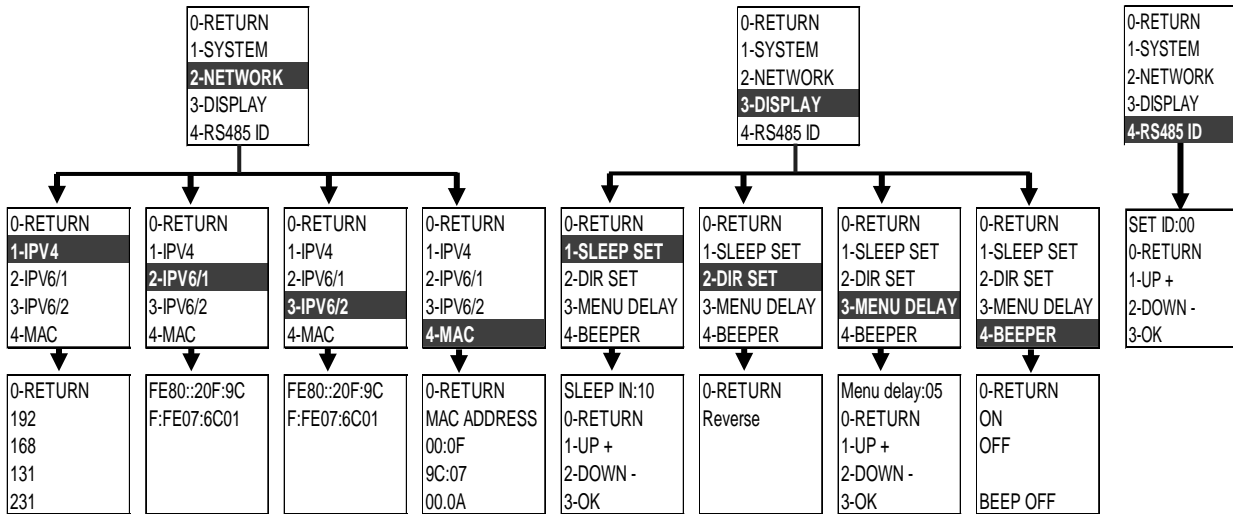 0-RETURN
1-SYSTEM
2-NETWORK
3-DISPLAY
4-RS485 ID
0-RETURN
1-SYSTEM
2-NETWORK
3-DISPLAY
4-RS485 ID
0-RETURN
1-SYSTEM
2-NETWORK
3-DISPLAY
4-RS485 ID
0-RETURN
1-IPV4
2-IPV6/1
3-IPV6/2
4-MAC
0-RETURN
1-IPV4
2-IPV6/1
3-IPV6/2
4-MAC
0-RETURN
1-IPV4
2-IPV6/1
3-IPV6/2
4-MAC
0-RETURN
1-IPV4
2-IPV6/1
3-IPV6/2
4-MAC
0-RETURN
1-SLEEP SET
2-DIR SET
3-MENU DELAY
4-BEEPER
0-RETURN
1-SLEEP SET
2-DIR SET
3-MENU DELAY
4-BEEPER
0-RETURN
1-SLEEP SET
2-DIR SET
3-MENU DELAY
4-BEEPER
0-RETURN
1-SLEEP SET
2-DIR SET
3-MENU DELAY
4-BEEPER
SET ID:00
0-RETURN
1-UP +
2-DOWN -
3-OK
0-RETURN
192
168
131
231
FE80::20F:9C
F:FE07:6C01
FE80::20F:9C
F:FE07:6C01
0-RETURN
MAC ADDRESS
00:0F
9C:07
00.0A
SLEEP IN:10
0-RETURN
1-UP +
2-DOWN -
3-OK
0-RETURN
Reverse
Menu delay:05
0-RETURN
1-UP +
2-DOWN -
3-OK
0-RETURN
ON
OFF
BEEP OFF